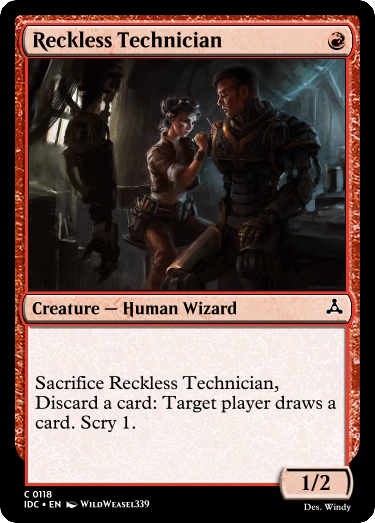 Reckless Technician
Creature — Human Wizard
Sacrifice Reckless Technician,
Discard a card: Target player draws a
card. Scry 1.
1/2
C 0118
IDC • EN WildWeasel339
Des. Windy